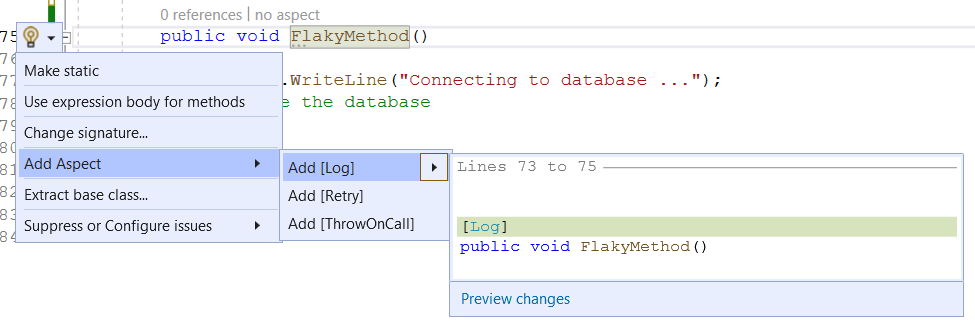 0 references | no aspect
75 public void FlakyMethod()
76
Make static
77 .WriteLine("Connecting to database ...");
78 e the database
Use expression body for methods
79
Change signature...
80
81
Add Aspect
Add [Log]
Lines 73 to 75
82
Extract base class...
Add [Retry]
83
Suppress or Configure issues
Add [ThrowOnCall]
84
[Log]
public void FlakyMethod()
Preview changes